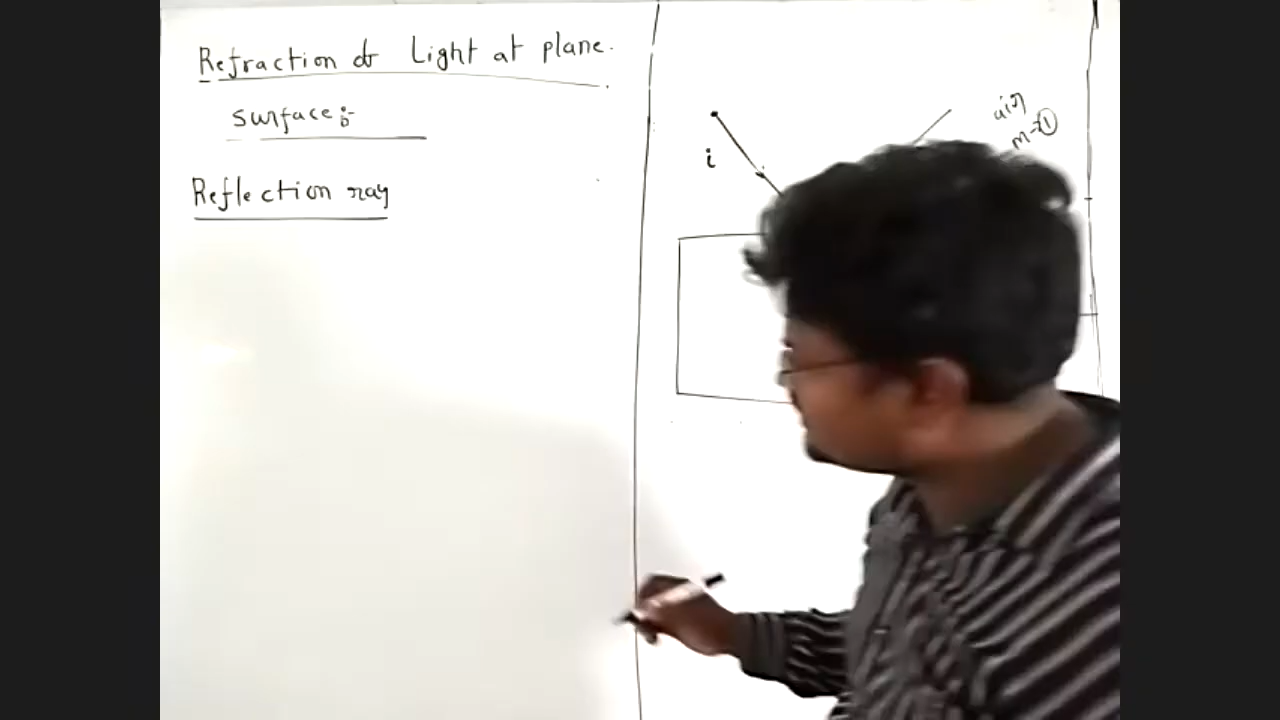 Refraction of Light at plane.
surface:-
Reflection ray
i
air
m-①